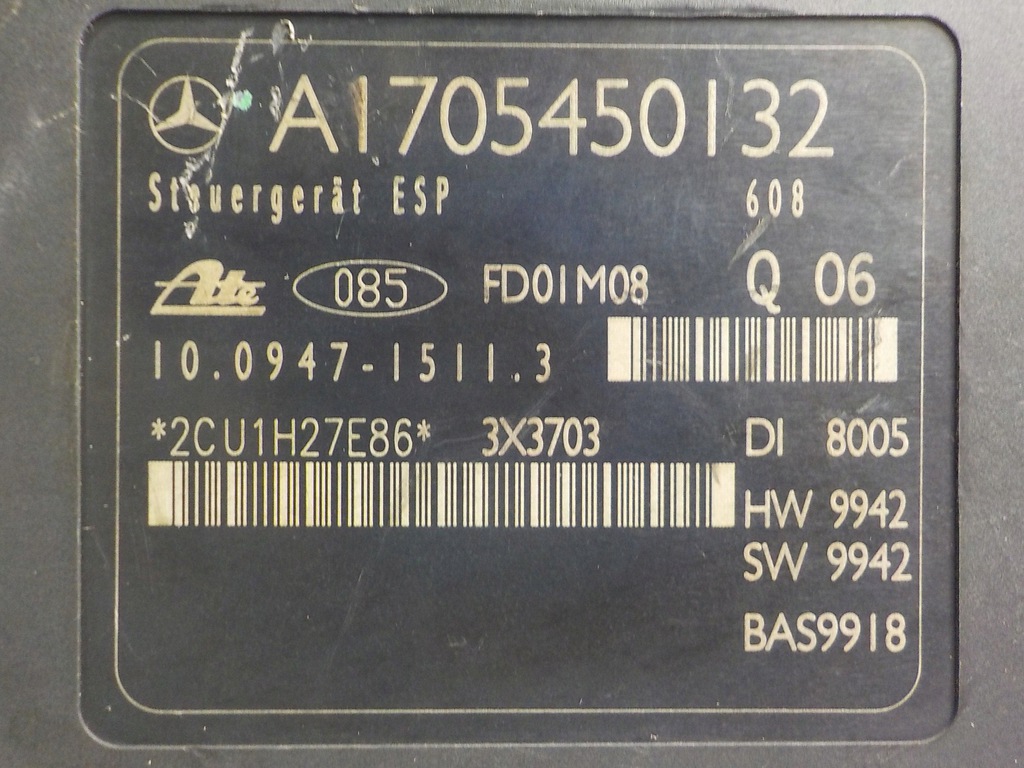 A1705450132
Steuergerät ESP 608
Ate 085 FD01M08 Q 06
10.0947-1511.3
*2CU1H27E86* 3X3703 DI 8005
HW 9942
SW 9942
BAS9918